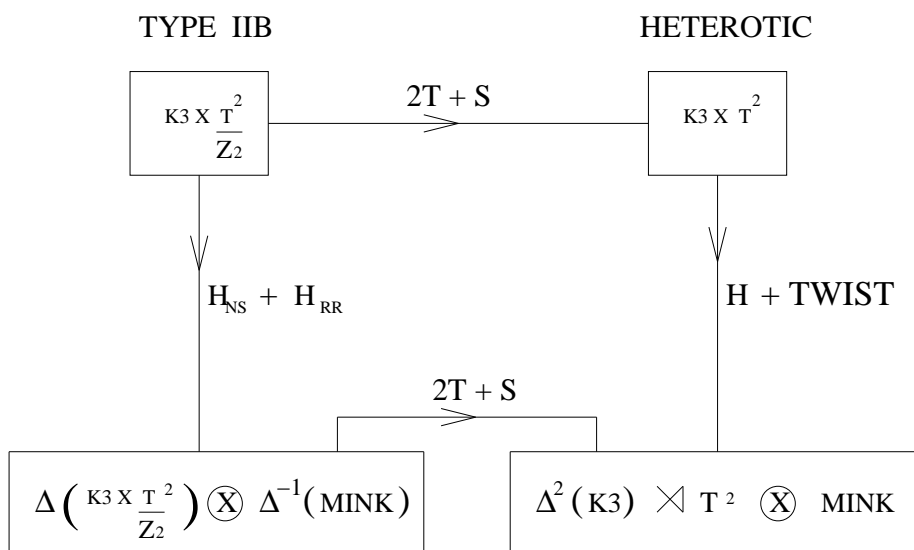 TYPE IIB HETEROTIC
K3 X T² / Z₂
2T + S
K3 X T²
H_NS + H_RR
H + TWIST
2T + S
Δ(K3 X T² / Z₂) ⊗ Δ⁻¹(MINK)
Δ²(K3) ⋊ T² ⊗ MINK